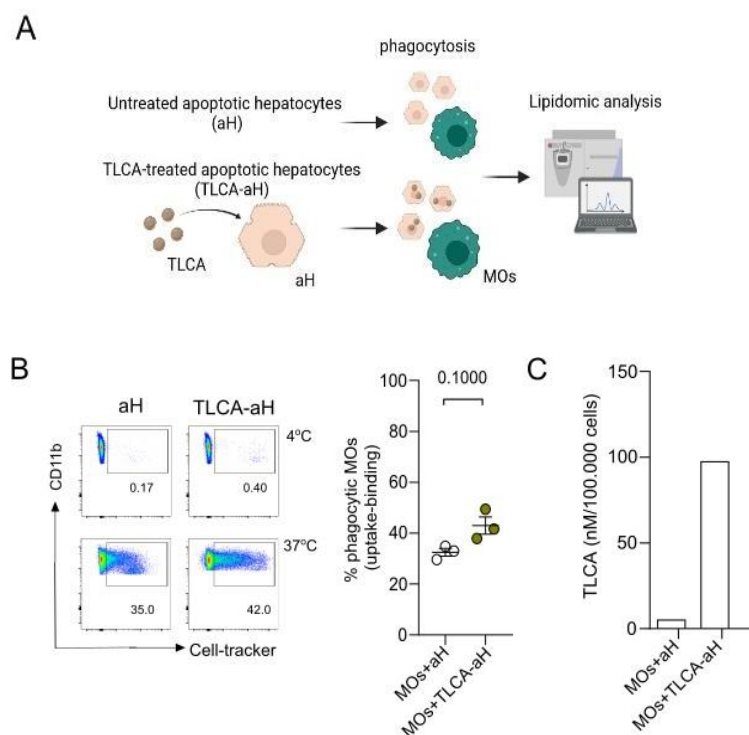 A
phagocytosis
Untreated apoptotic hepatocytes
(aH)
Lipidomic analysis
TLCA-treated apoptotic hepatocytes
(TLCA-aH)
TLCA
aH
MOs
B
aH
TLCA-aH
4ºC
0.17
0.40
37ºC
35.0
42.0
CD11b
Cell-tracker
0.1000
100
80
60
40
20
0
% phagocytic MOs
(uptake-binding)
MOs+aH
MOs+TLCA-aH
C
150
100
50
0
TLCA (nM/100.000 cells)
MOs+aH
MOs+TLCA-aH